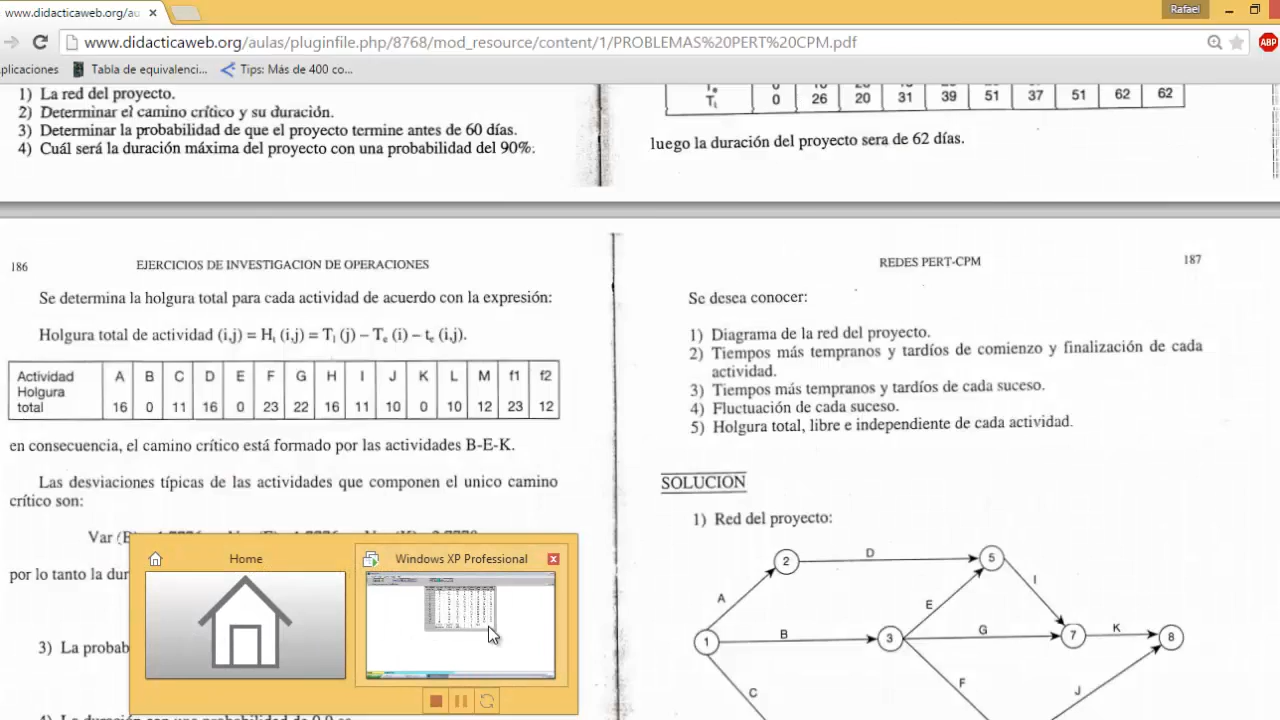 www.didacticaweb.org/au
Rafael
www.didacticaweb.org/aulas/pluginfile.php/8768/mod_resource/content/1/PROBLEMAS%20PERT%20CPM.pdf
ABP
plicaciones
Tabla de equivalenci...
Tips: Más de 400 co...
1) La red del proyecto.
2) Determinar el camino crítico y su duración.
3) Determinar la probabilidad de que el proyecto termine antes de 60 días.
4) Cuál será la duración máxima del proyecto con una probabilidad del 90%.
Ti 0 26 20 31 39 51 37 51 62 62
luego la duración del proyecto sera de 62 días.
186
EJERCICIOS DE INVESTIGACION DE OPERACIONES
Se determina la holgura total para cada actividad de acuerdo con la expresión:
Holgura total de actividad (i,j) = Ht (i,j) = Tl (j) – Te (i) – te (i,j).
Actividad A B C D E F G H I J K L M f1 f2
Holgura
total 16 0 11 16 0 23 22 16 11 10 0 10 12 23 12
en consecuencia, el camino crítico está formado por las actividades B-E-K.
Las desviaciones típicas de las actividades que componen el unico camino
crítico son:
Var (B)
por lo tanto la dur
3) La probab
Home
Windows XP Professional
REDES PERT-CPM
187
Se desea conocer:
1) Diagrama de la red del proyecto.
2) Tiempos más tempranos y tardíos de comienzo y finalización de cada
actividad.
3) Tiempos más tempranos y tardíos de cada suceso.
4) Fluctuación de cada suceso.
5) Holgura total, libre e independiente de cada actividad.
SOLUCION
1) Red del proyecto:
2 D 5
A E I
1 B 3 G 7 K 8
C F J